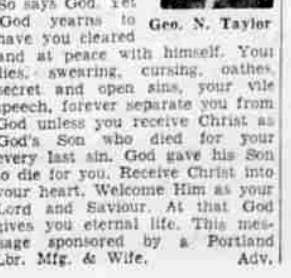 So says God. Yet
God yearns to
have you cleared
and at peace with himself. Your
lies, swearing, cursing, oathes,
secret and open sins, your vile
speech, forever separate you from
God unless you receive Christ as
God's Son who died for your
every last sin. God gave his Son
to die for you. Receive Christ into
your heart. Welcome Him as your
Lord and Saviour. At that God
gives you eternal life. This mes-
sage sponsored by a Portland
Lbr. Mfg. & Wife. Adv.
Geo. N. Taylor